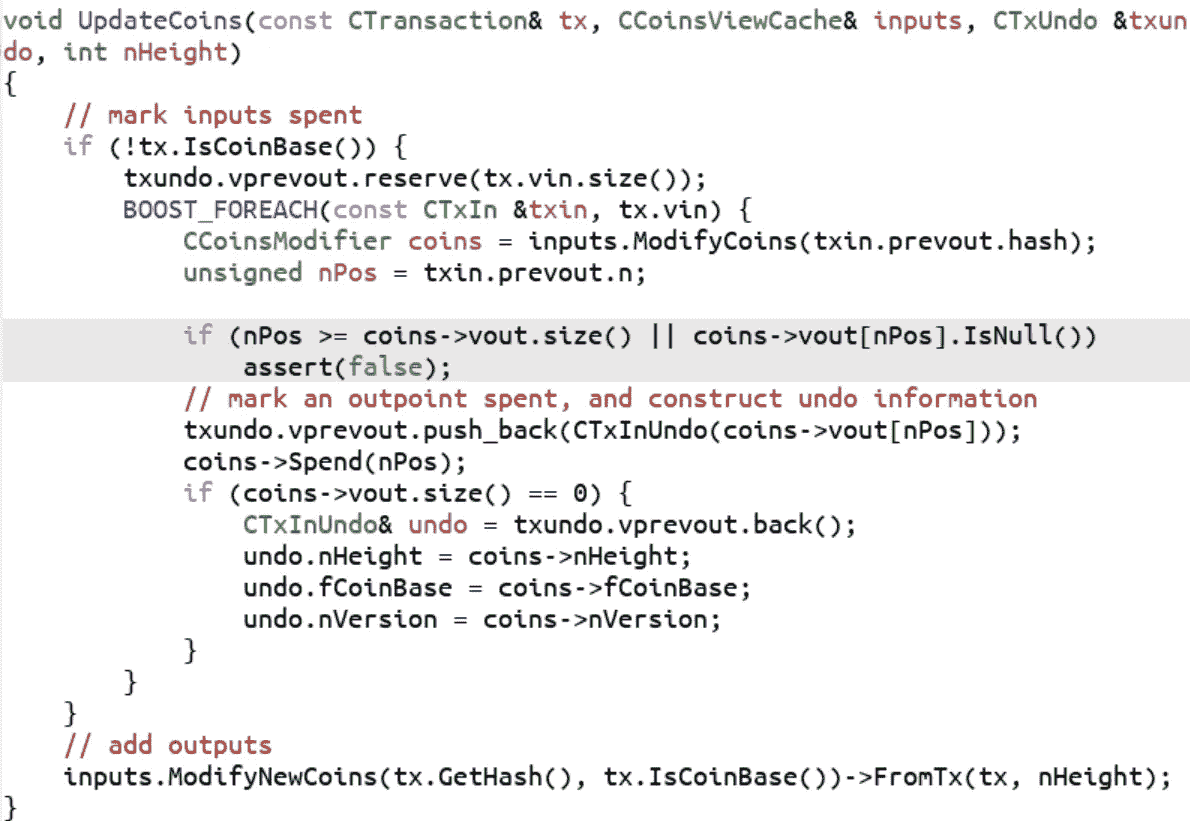 void UpdateCoins(const CTransaction& tx, CCoinsViewCache& inputs, CTxUndo &txun
do, int nHeight)
{
    // mark inputs spent
    if (!tx.IsCoinBase()) {
        txundo.vprevout.reserve(tx.vin.size());
        BOOST_FOREACH(const CTxIn &txin, tx.vin) {
            CCoinsModifier coins = inputs.ModifyCoins(txin.prevout.hash);
            unsigned nPos = txin.prevout.n;

            if (nPos >= coins->vout.size() || coins->vout[nPos].IsNull())
                assert(false);
            // mark an outpoint spent, and construct undo information
            txundo.vprevout.push_back(CTxInUndo(coins->vout[nPos]));
            coins->Spend(nPos);
            if (coins->vout.size() == 0) {
                CTxInUndo& undo = txundo.vprevout.back();
                undo.nHeight = coins->nHeight;
                undo.fCoinBase = coins->fCoinBase;
                undo.nVersion = coins->nVersion;
            }
        }
    }
    // add outputs
    inputs.ModifyNewCoins(tx.GetHash(), tx.IsCoinBase())->FromTx(tx, nHeight);
}